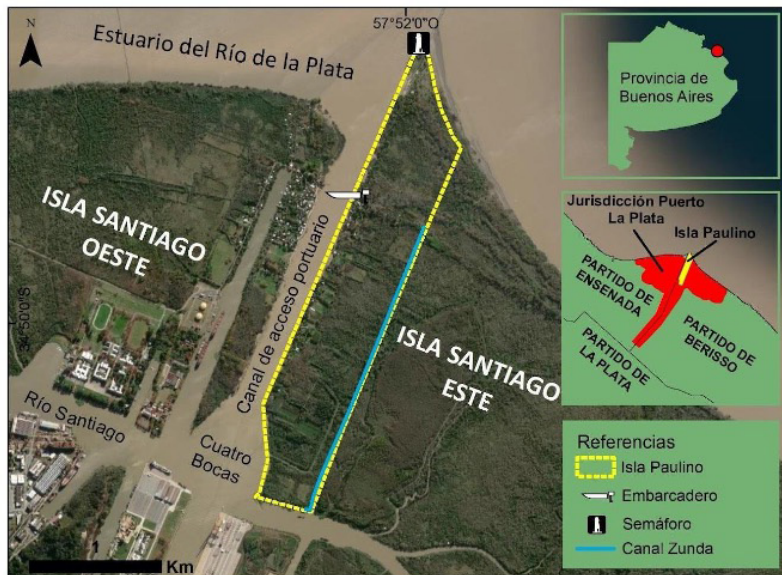 N
57°52'0"O
Estuario del Río de la Plata
ISLA SANTIAGO
OESTE
Canal de acceso portuario
ISLA SANTIAGO
ESTE
34°50'0"S
Río Santiago
Cuatro
Bocas
1
Km
Provincia de
Buenos Aires
Jurisdicción Puerto
La Plata
Isla Paulino
PARTIDO DE
ENSENADA
PARTIDO DE
BERISSO
PARTIDO DE
LA PLATA
Referencias
Isla Paulino
Embarcadero
Semáforo
Canal Zunda